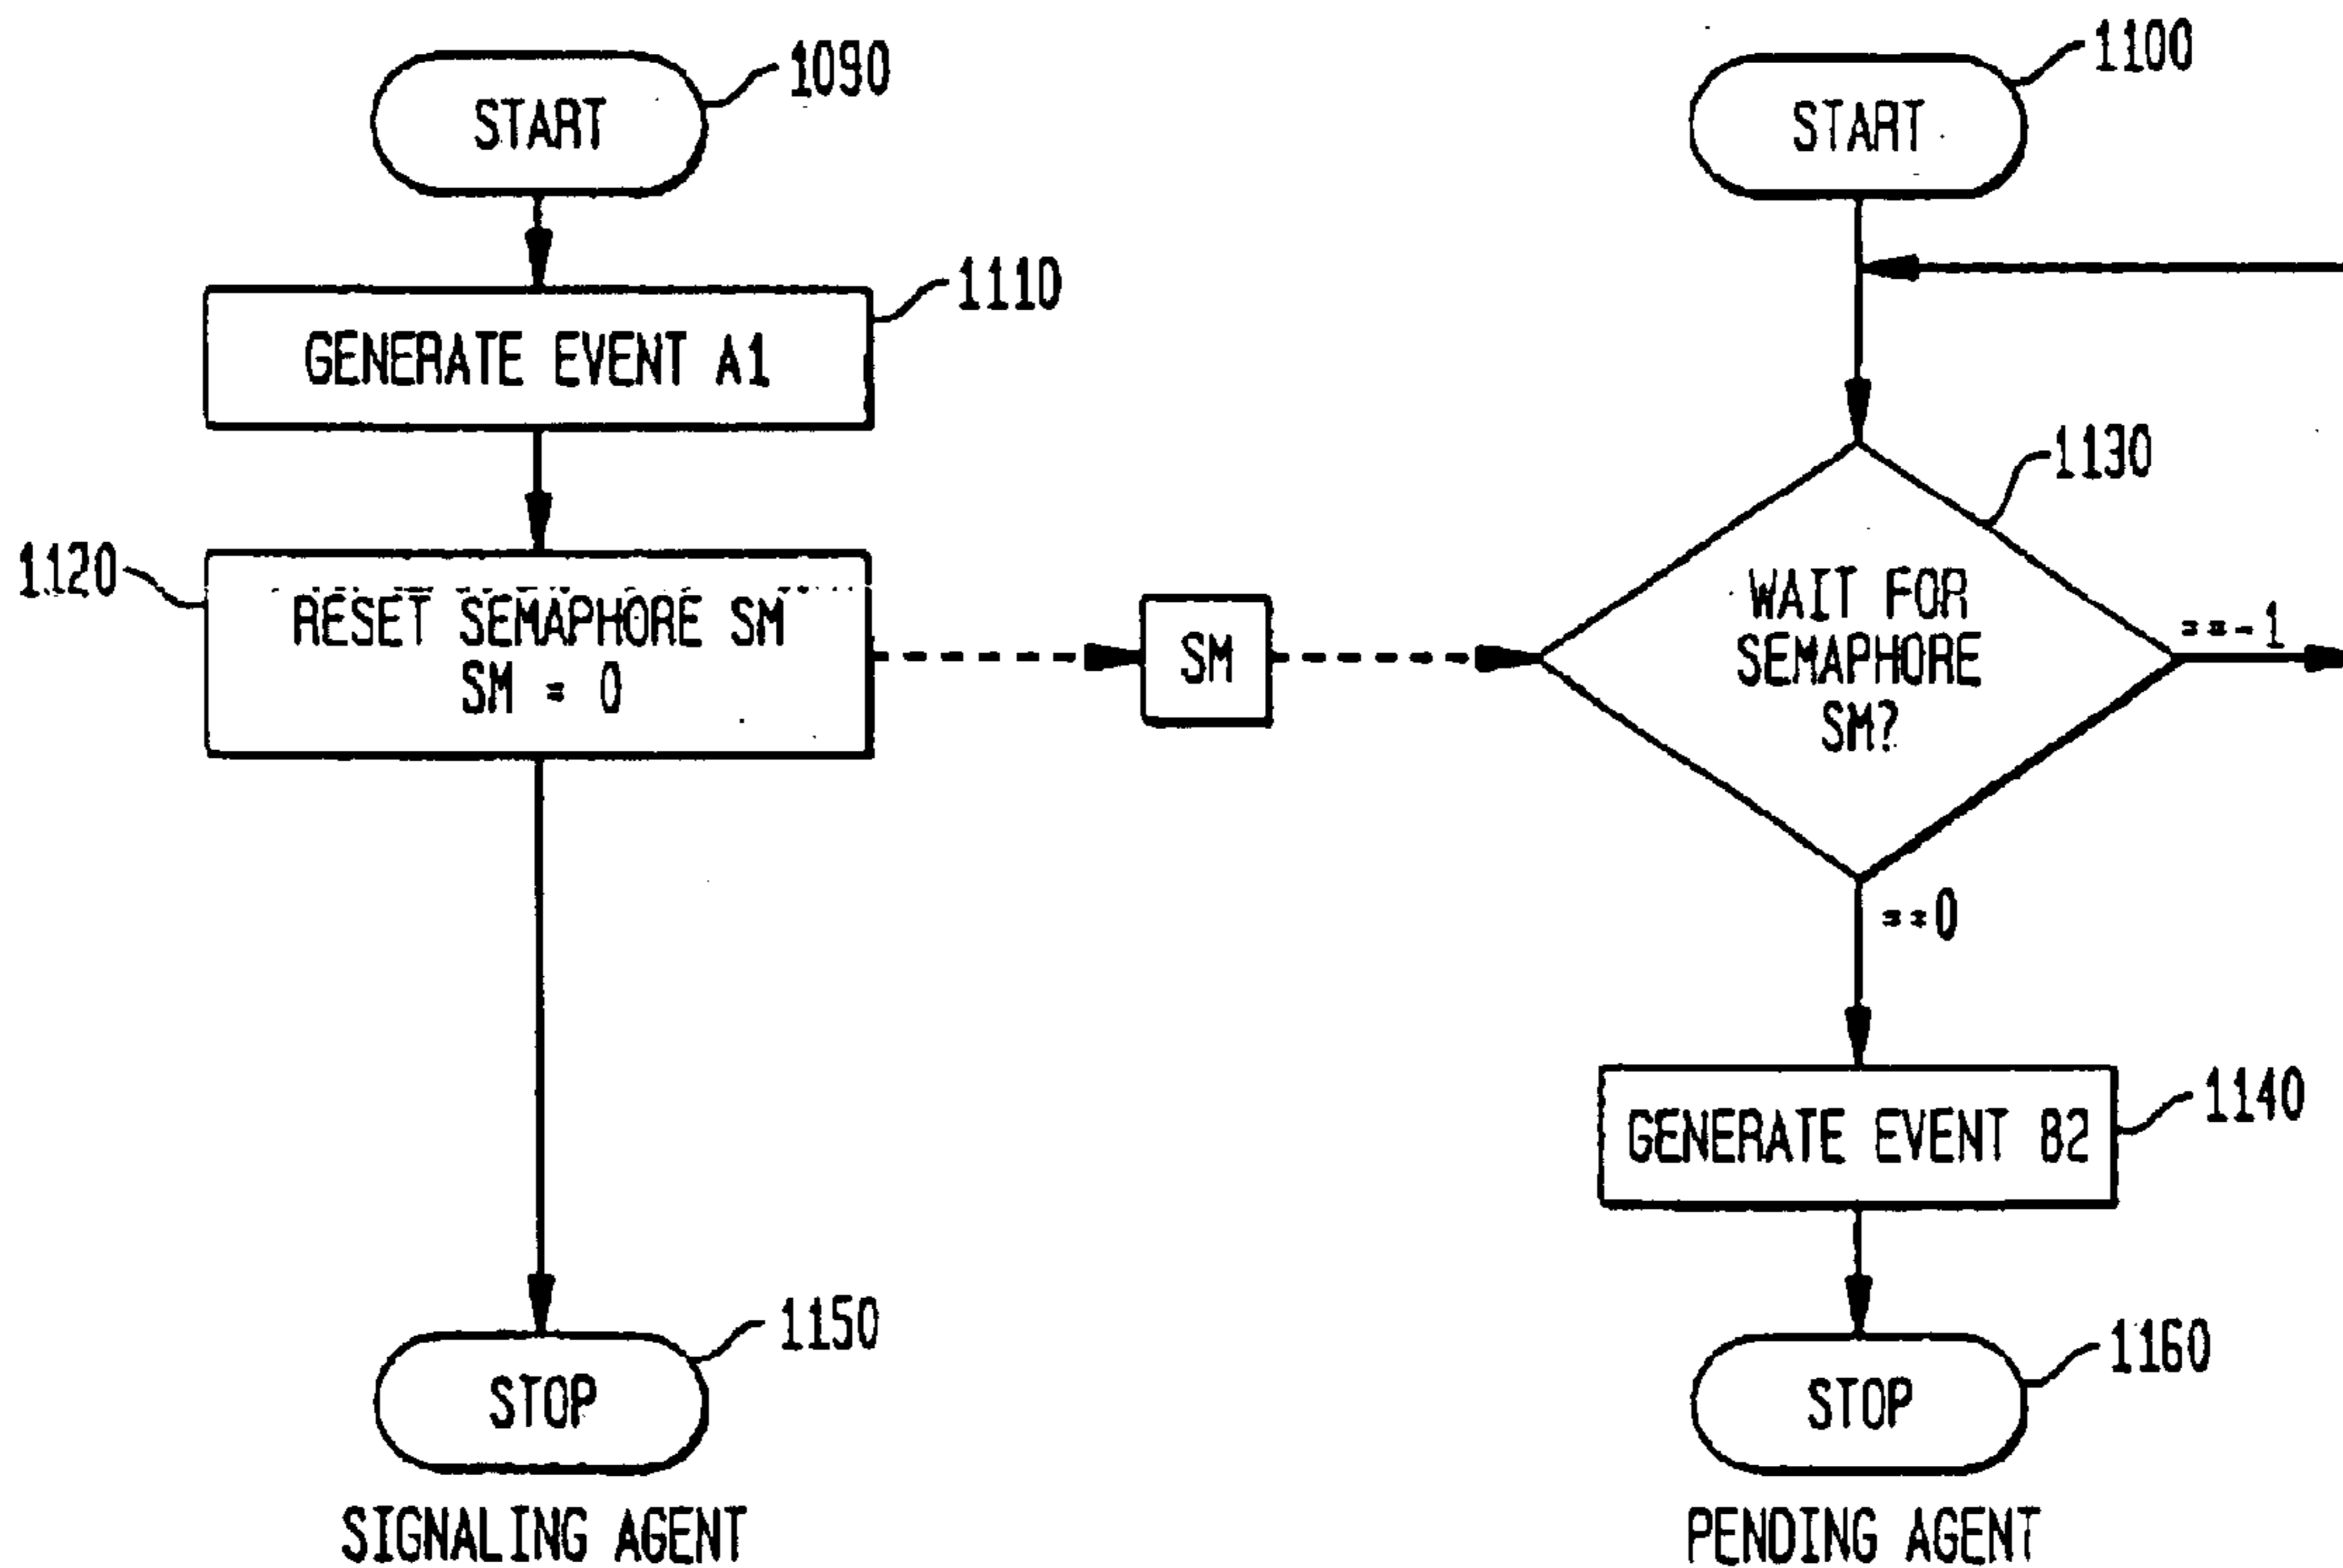 START
1090
GENERATE EVENT A1
1110
1120
RESET SEMAPHORE SM
SM = 0
STOP
1150
SIGNALING AGENT
SM
START
1100
1130
WAIT FOR
SEMAPHORE
SM?
==-1
==0
GENERATE EVENT B2
1140
STOP
1160
PENDING AGENT